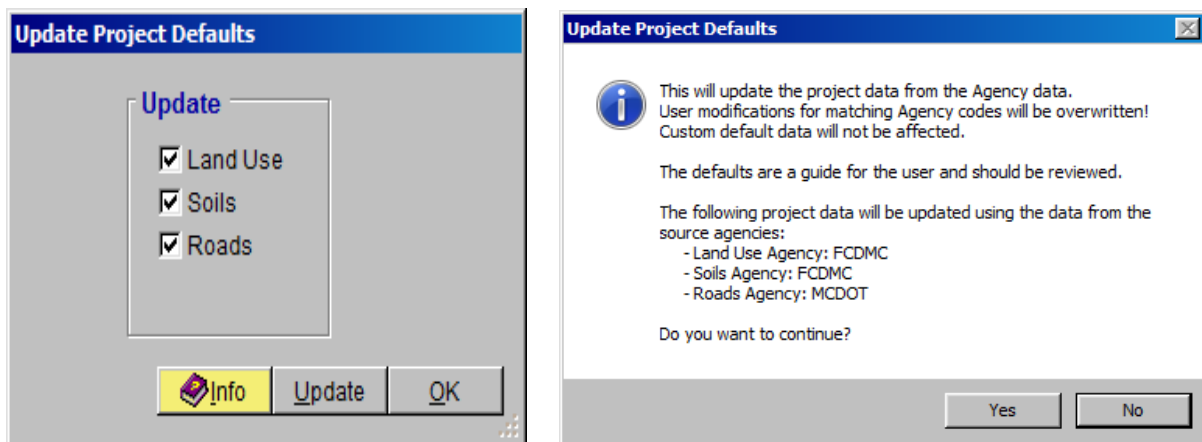 Update Project Defaults
Update
Land Use
Soils
Roads
Info
Update
OK
Update Project Defaults
This will update the project data from the Agency data.
User modifications for matching Agency codes will be overwritten!
Custom default data will not be affected.
The defaults are a guide for the user and should be reviewed.
The following project data will be updated using the data from the
source agencies:
- Land Use Agency: FCDMC
- Soils Agency: FCDMC
- Roads Agency: MCDOT
Do you want to continue?
Yes
No